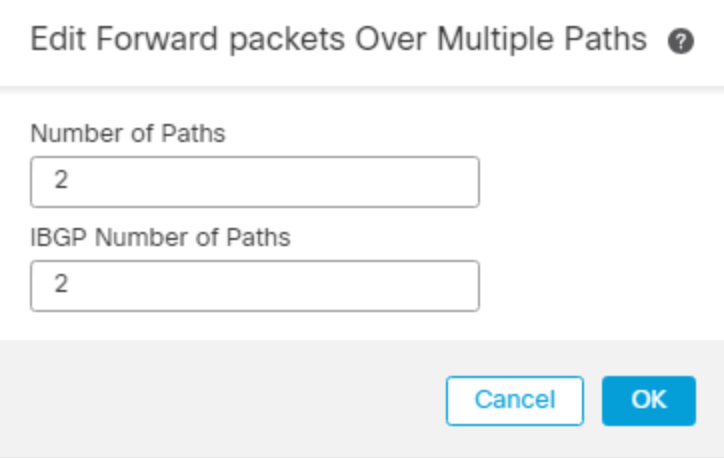 Edit Forward packets Over Multiple Paths ?
Number of Paths
2
IBGP Number of Paths
2
Cancel OK